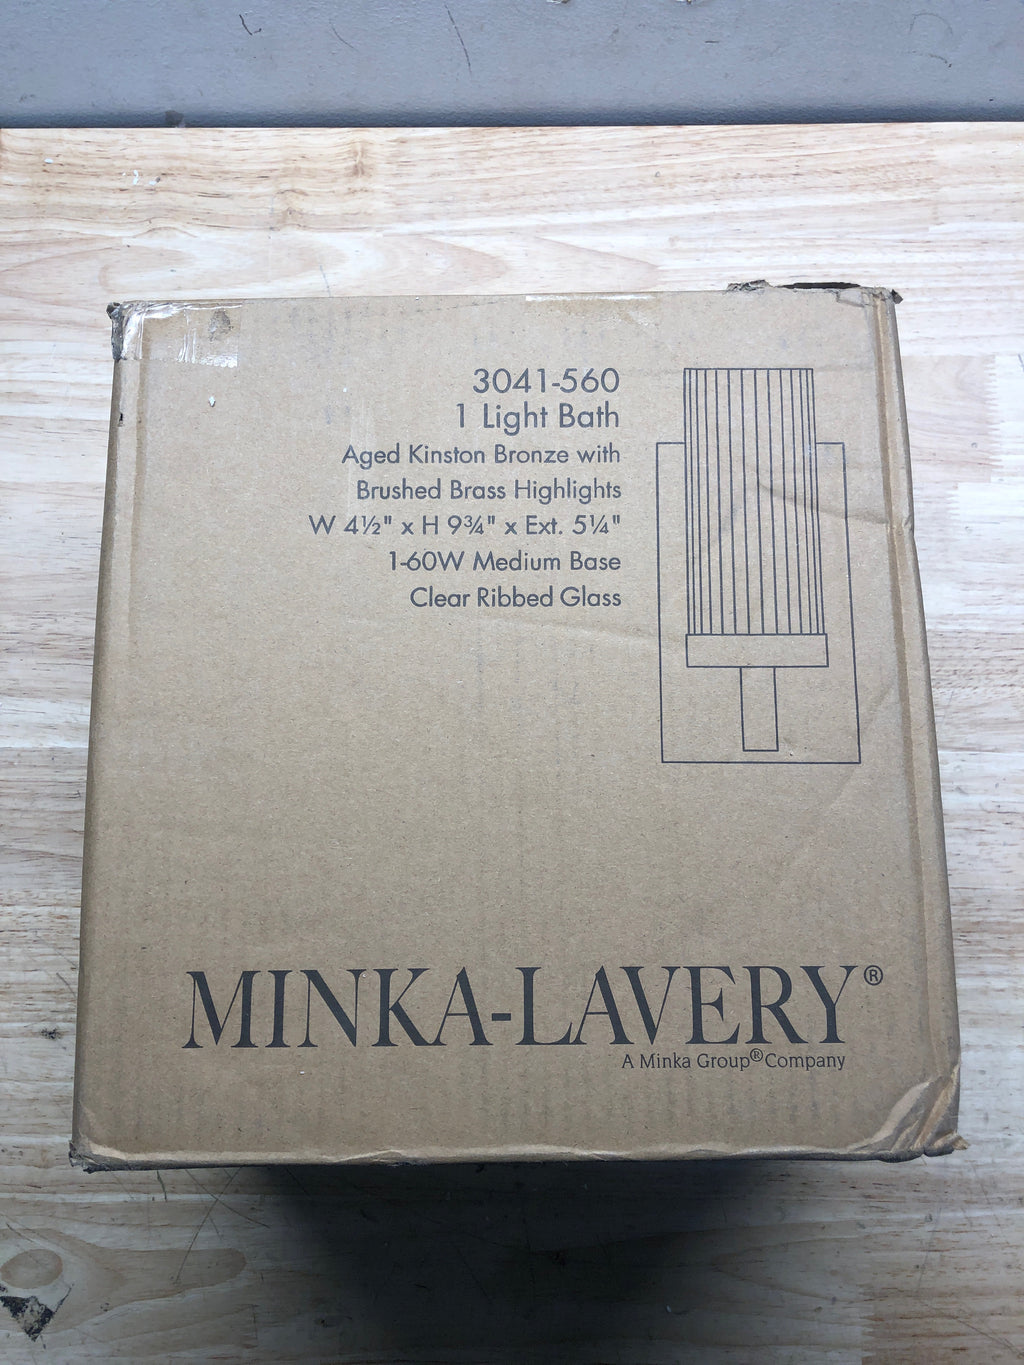 3041-560
1 Light Bath
Aged Kinston Bronze with
Brushed Brass Highlights
W 4½" x H 9¾" x Ext. 5¼"
1-60W Medium Base
Clear Ribbed Glass
MINKA-LAVERY®
A Minka Group® Company